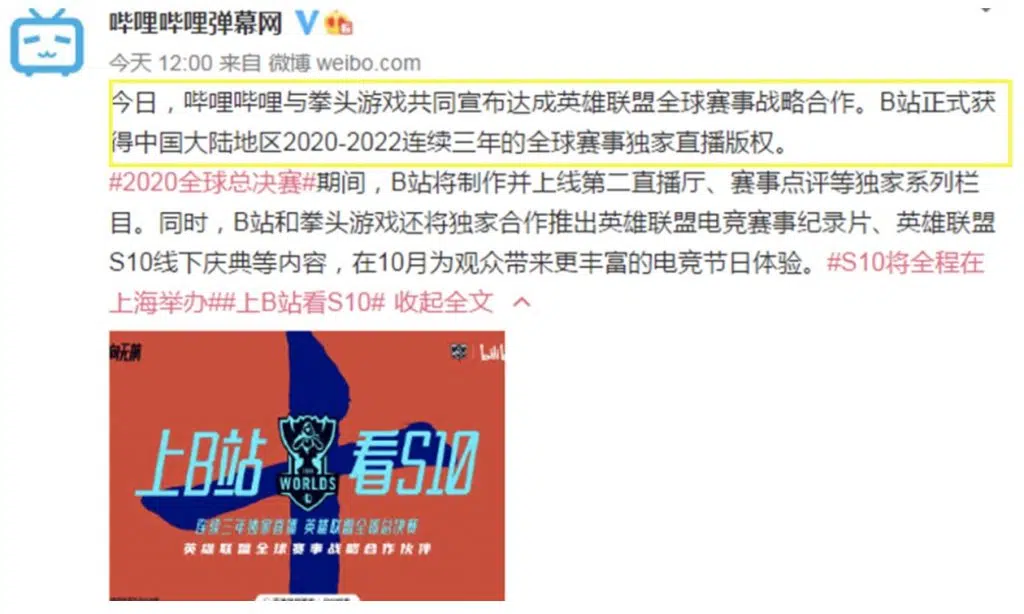 哔哩哔哩弹幕网
今天 12:00 来自 微博 weibo.com
今日，哔哩哔哩与拳头游戏共同宣布达成英雄联盟全球赛事战略合作。B站正式获
得中国大陆地区2020-2022连续三年的全球赛事独家直播版权。
#2020全球总决赛#期间，B站将制作并上线第二直播厅、赛事点评等独家系列栏
目。同时，B站和拳头游戏还将独家合作推出英雄联盟电竞赛事纪录片、英雄联盟
S10线下庆典等内容，在10月为观众带来更丰富的电竞节日体验。#S10将全程在
上海举办##上B站看S10# 收起全文
上B站 看S10
WORLDS
连续三年独家直播 英雄联盟全球总决赛
英雄联盟全球赛事战略合作伙伴